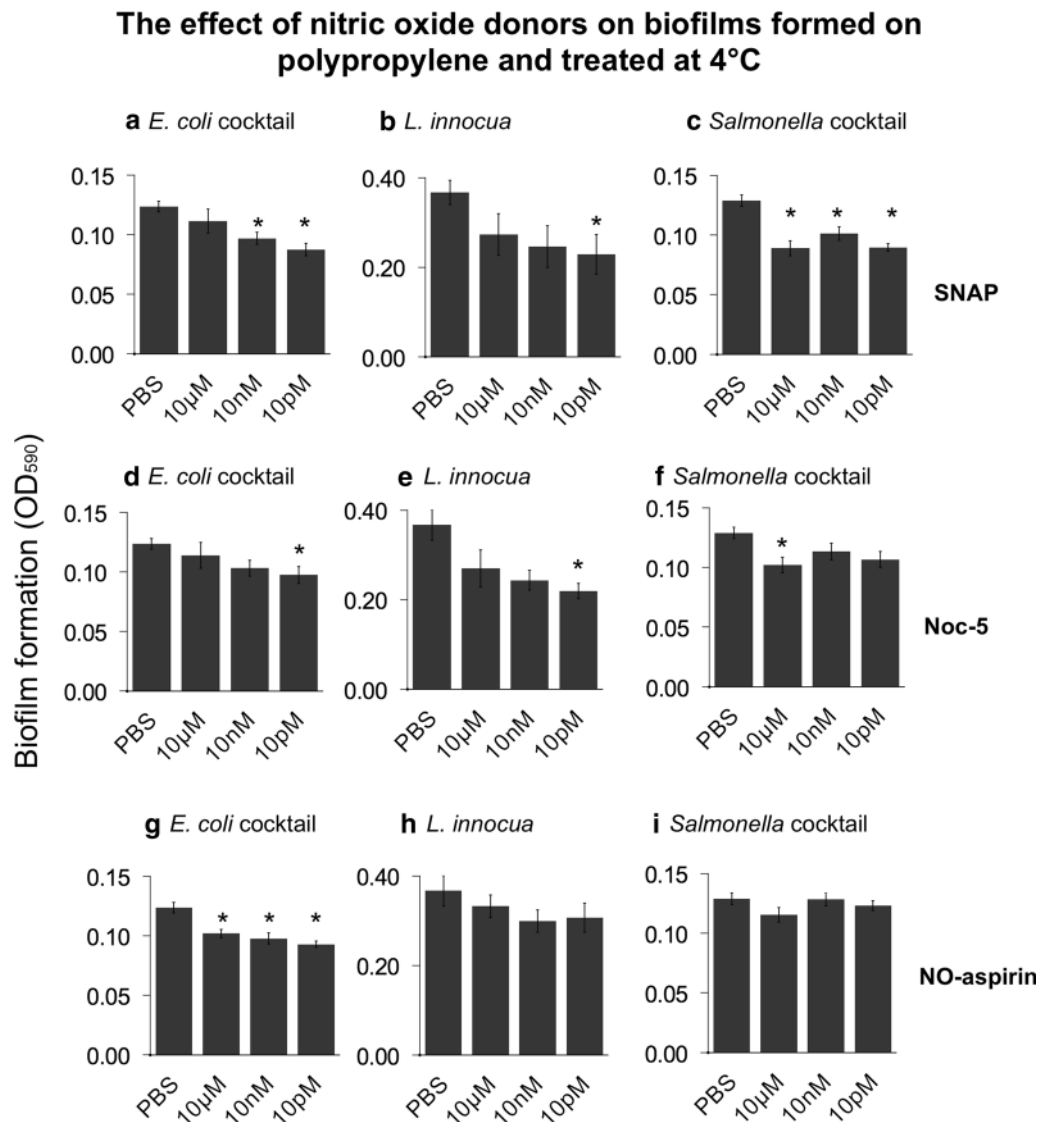 The effect of nitric oxide donors on biofilms formed on
polypropylene and treated at 4°C
Biofilm formation (OD590)
a E. coli cocktail
0.15
0.10
0.05
0.00
PBS
10µM
10nM
10pM
*
*
b L. innocua
0.40
0.20
0.00
PBS
10µM
10nM
10pM
*
c Salmonella cocktail
0.15
0.10
0.05
0.00
PBS
10µM
10nM
10pM
*
*
*
SNAP
d E. coli cocktail
0.15
0.10
0.05
0.00
PBS
10µM
10nM
10pM
*
e L. innocua
0.40
0.20
0.00
PBS
10µM
10nM
10pM
*
f Salmonella cocktail
0.15
0.10
0.05
0.00
PBS
10µM
10nM
10pM
*
Noc-5
g E. coli cocktail
0.15
0.10
0.05
0.00
PBS
10µM
10nM
10pM
*
*
*
h L. innocua
0.40
0.20
0.00
PBS
10µM
10nM
10pM
i Salmonella cocktail
0.15
0.10
0.05
0.00
PBS
10µM
10nM
10pM
NO-aspirin